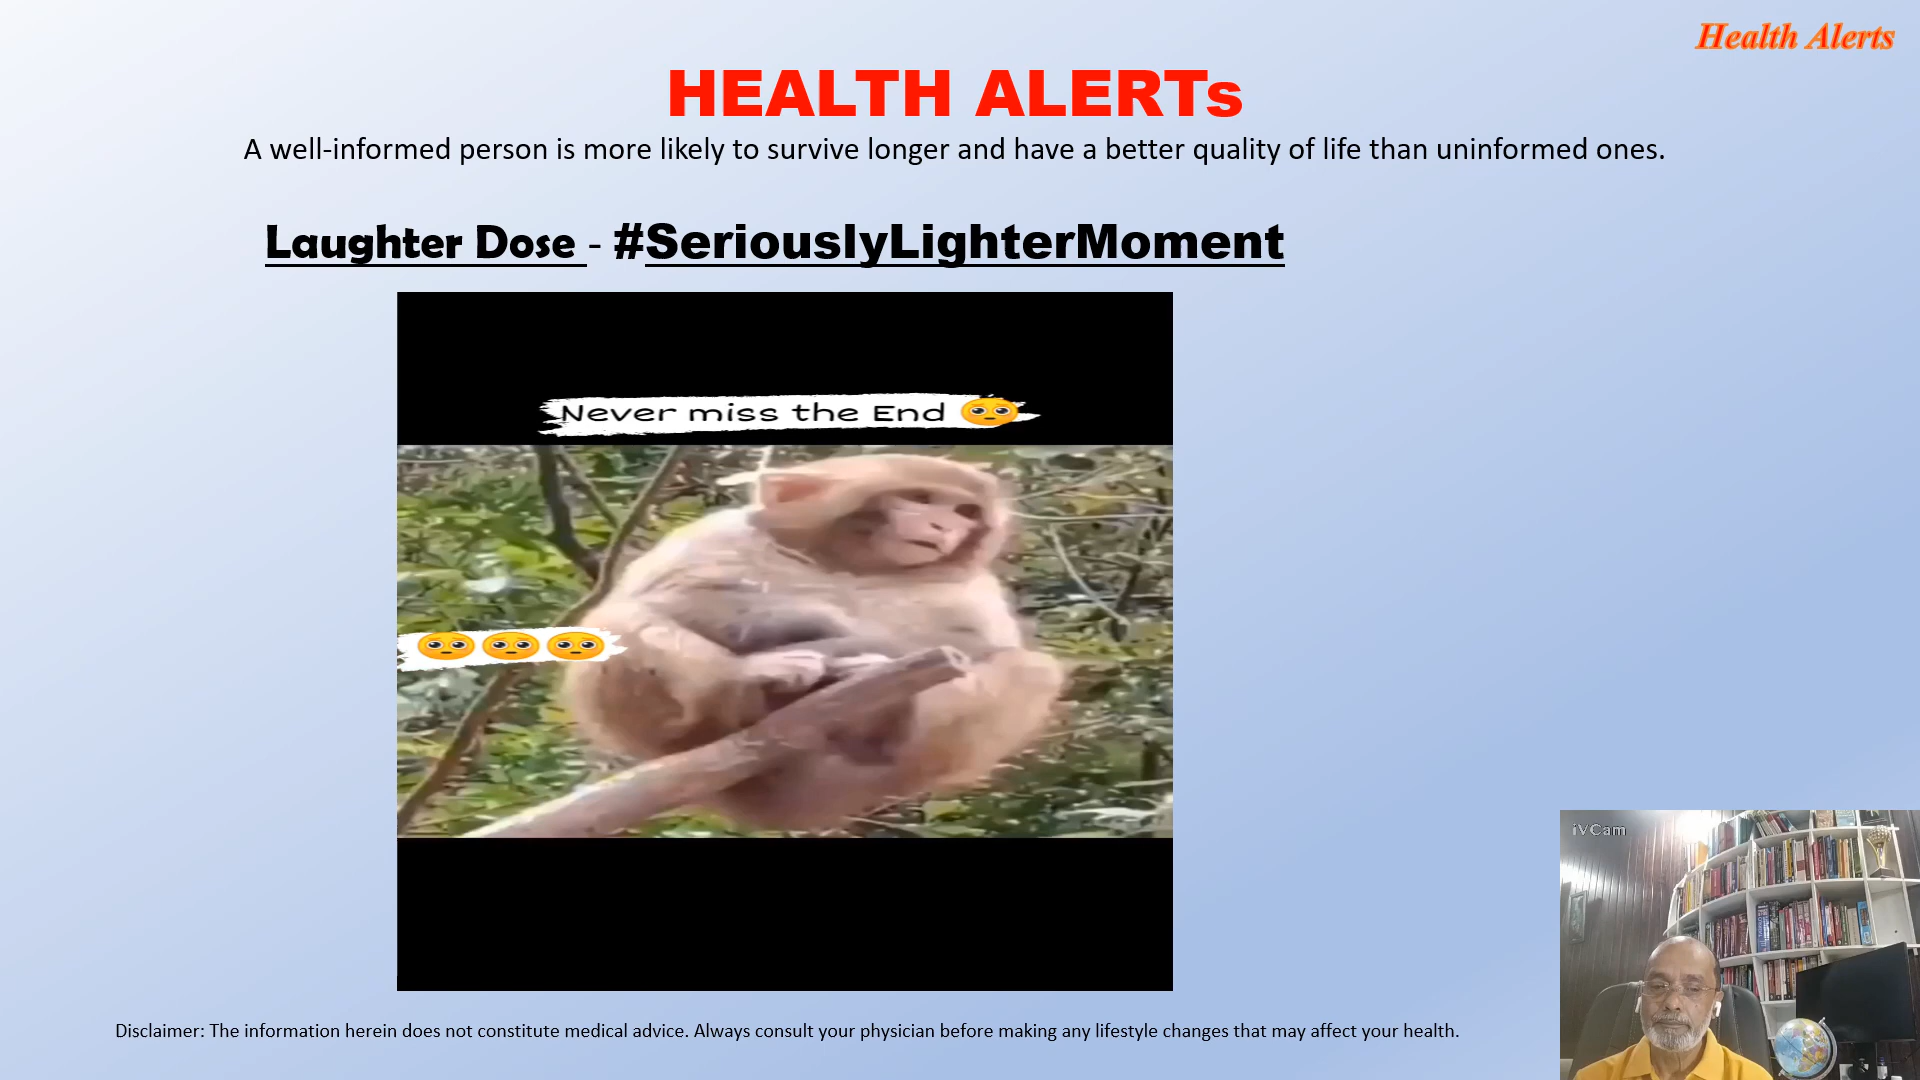 Health Alerts
HEALTH ALERTs
A well-informed person is more likely to survive longer and have a better quality of life than uninformed ones.
Laughter Dose - #SeriouslyLighterMoment
Never miss the End 🥺
🥺🥺🥺
iVCam
Disclaimer: The information herein does not constitute medical advice. Always consult your physician before making any lifestyle changes that may affect your health.